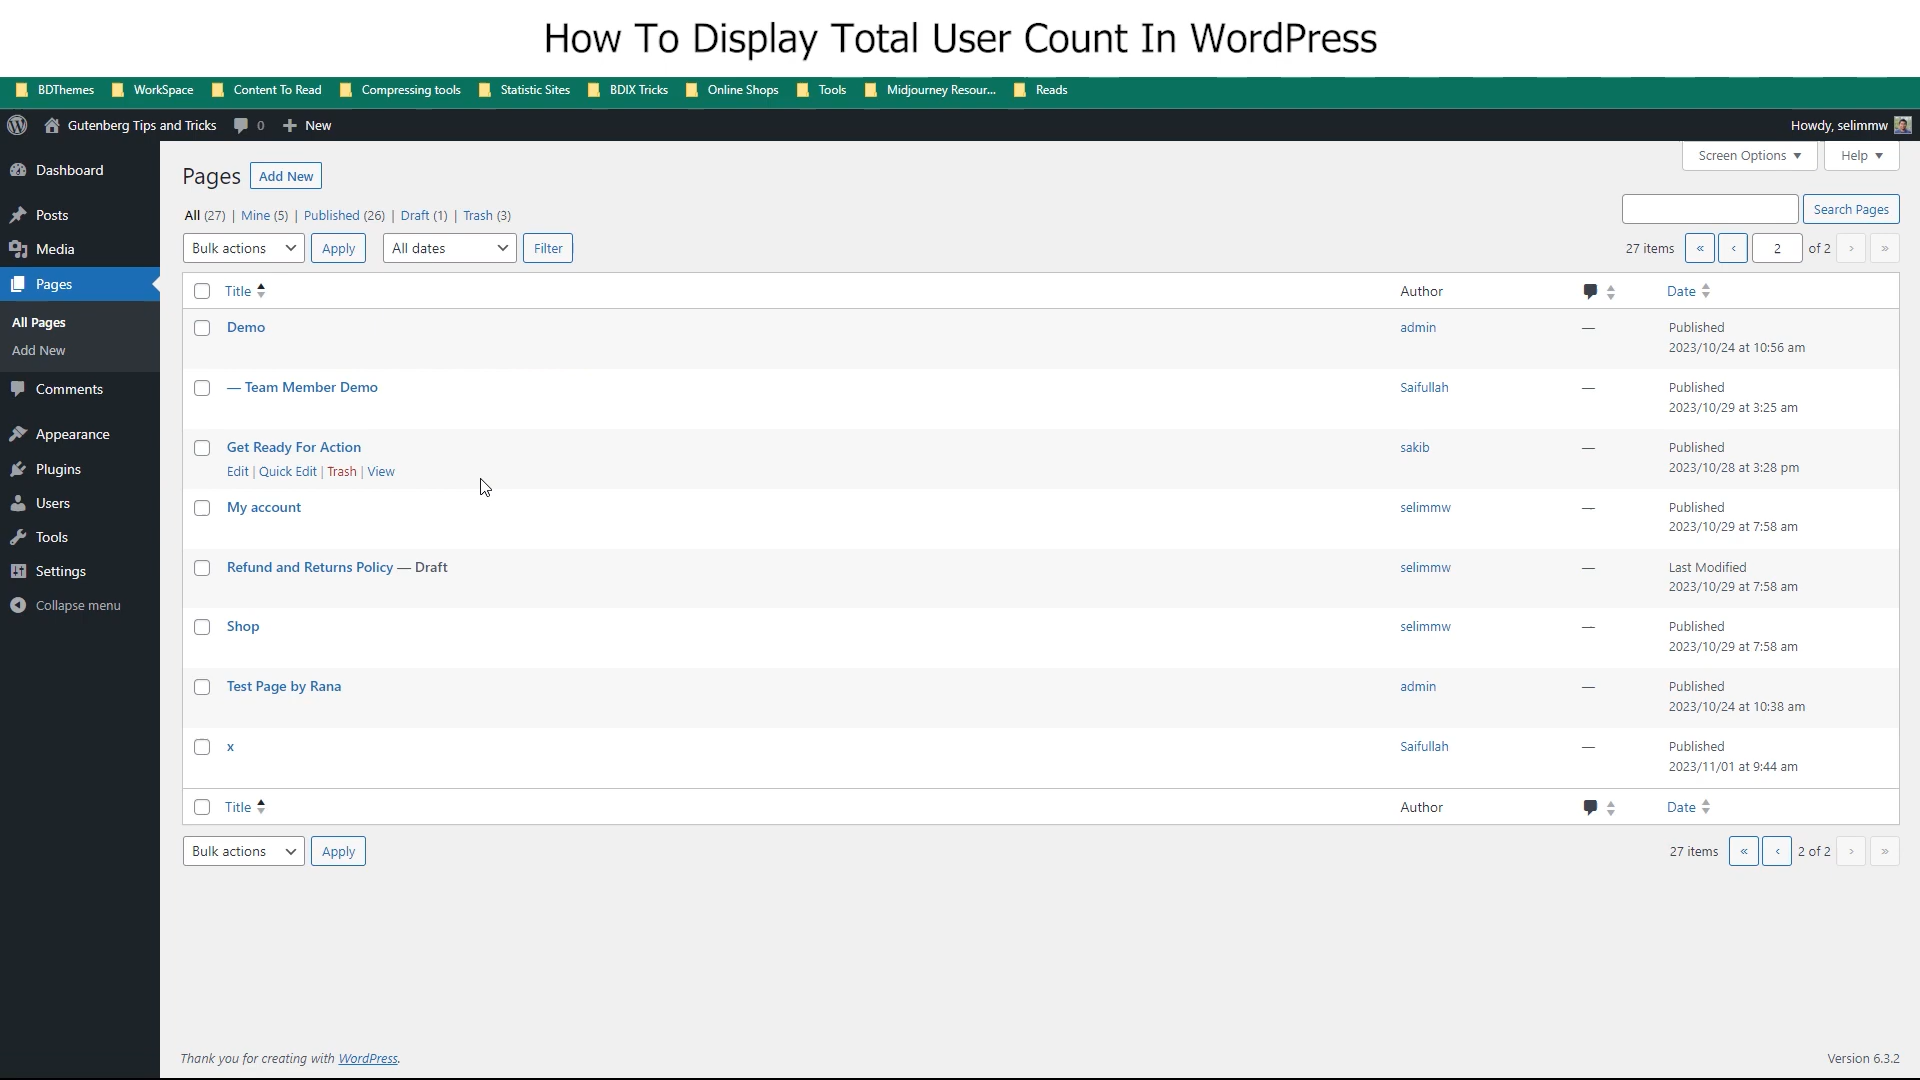 How To Display Total User Count In WordPress
BDThemes WorkSpace Content To Read Compressing tools Statistic Sites BDIX Tricks Online Shops Tools Midjourney Resour... Reads
Gutenberg Tips and Tricks 0 New Howdy, selimmw
Screen Options Help
Dashboard
Posts
Media
Pages
All Pages
Add New
Comments
Appearance
Plugins
Users
Tools
Settings
Collapse menu
Pages Add New
All (27) | Mine (5) | Published (26) | Draft (1) | Trash (3)
Search Pages
Bulk actions Apply All dates Filter 27 items « ‹ 2 of 2 › »
Title Author Date
Demo admin — Published
2023/10/24 at 10:56 am
— Team Member Demo Saifullah — Published
2023/10/29 at 3:25 am
Get Ready For Action sakib — Published
Edit | Quick Edit | Trash | View 2023/10/28 at 3:28 pm
My account selimmw — Published
2023/10/29 at 7:58 am
Refund and Returns Policy — Draft selimmw — Last Modified
2023/10/29 at 7:58 am
Shop selimmw — Published
2023/10/29 at 7:58 am
Test Page by Rana admin — Published
2023/10/24 at 10:38 am
x Saifullah — Published
2023/11/01 at 9:44 am
Title Author Date
Bulk actions Apply 27 items « ‹ 2 of 2 › »
Thank you for creating with WordPress. Version 6.3.2